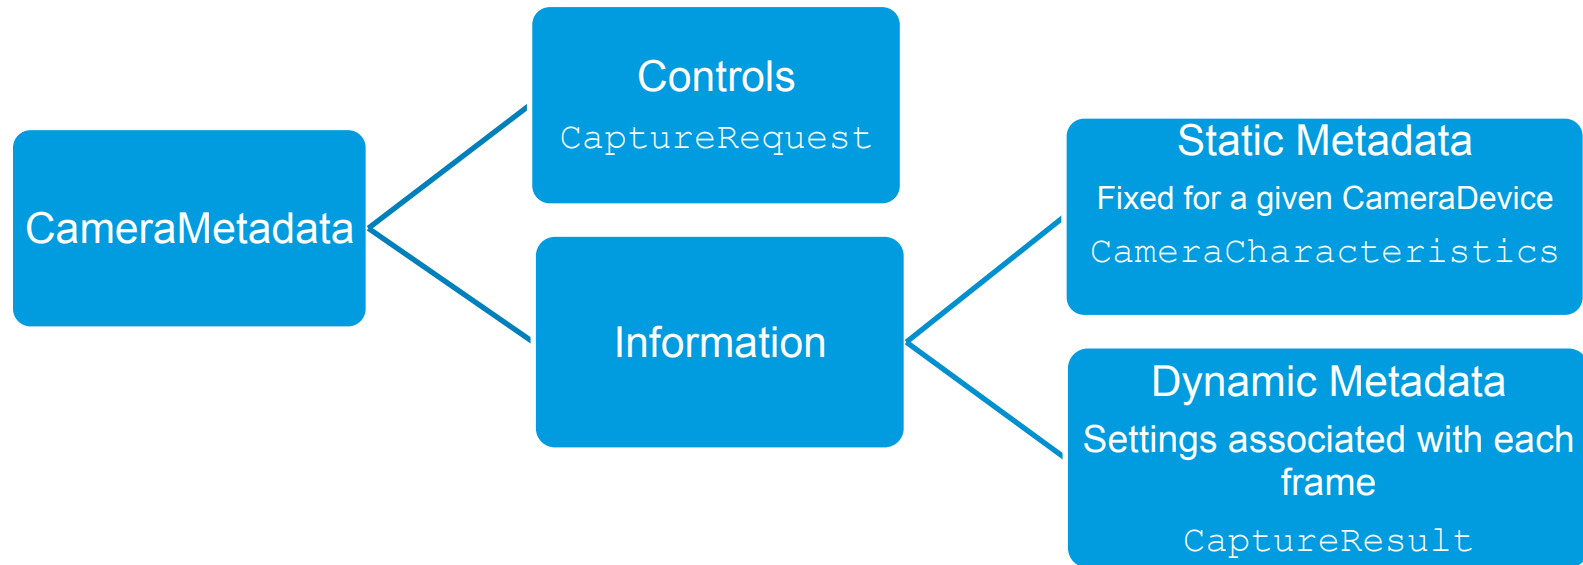 CameraMetadata
Controls
CaptureRequest
Information
Static Metadata
Fixed for a given CameraDevice
CameraCharacteristics
Dynamic Metadata
Settings associated with each
frame
CaptureResult